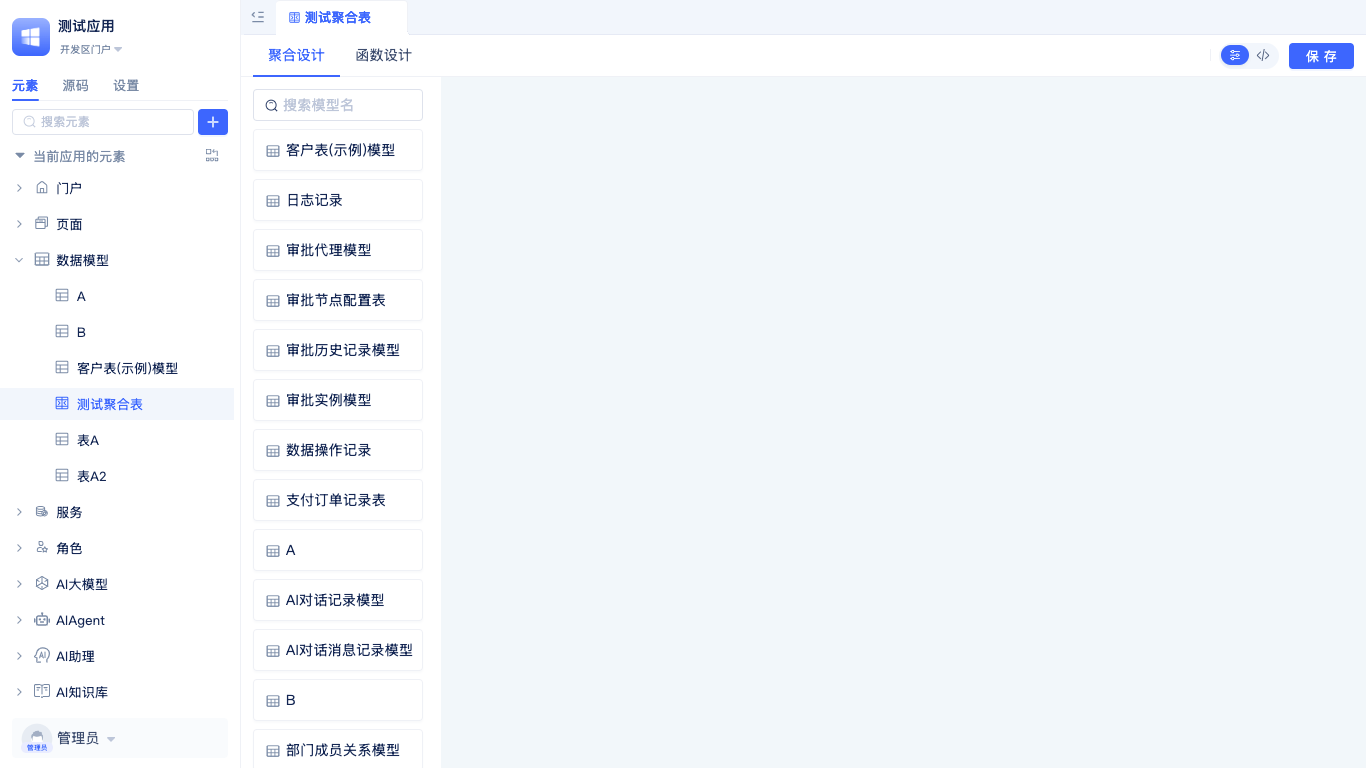 测试应用
开发区门户
元素 源码 设置
搜索元素
当前应用的元素
门户
页面
数据模型
A
B
客户表(示例)模型
测试聚合表
表A
表A2
服务
角色
AI大模型
AIAgent
AI助理
AI知识库
管理员
管理员
测试聚合表
聚合设计 函数设计
保存
搜索模型名
客户表(示例)模型
日志记录
审批代理模型
审批节点配置表
审批历史记录模型
审批实例模型
数据操作记录
支付订单记录表
A
AI对话记录模型
AI对话消息记录模型
B
部门成员关系模型